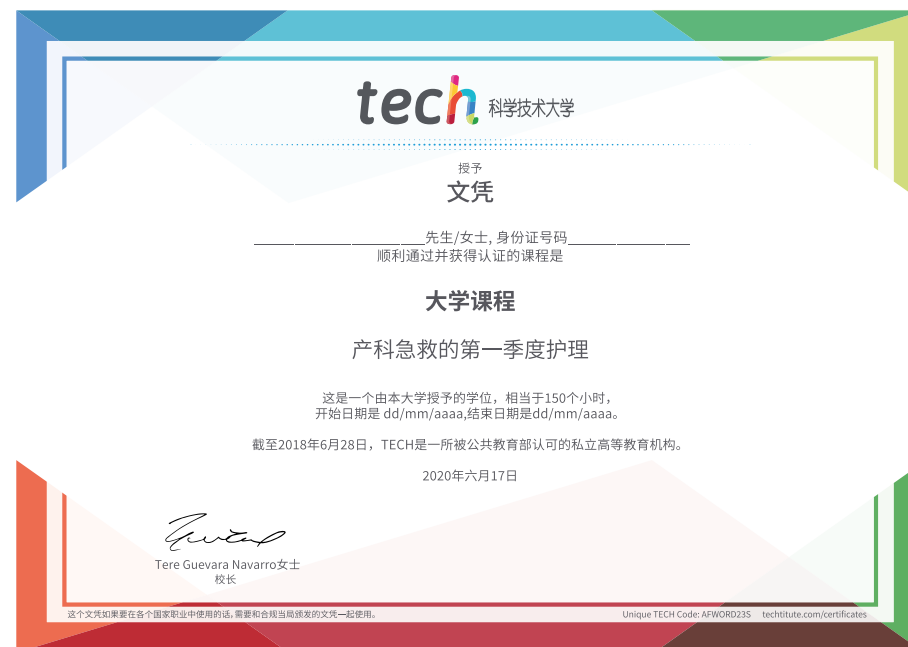 tech 科学技术大学
授予
文凭
______________________先生/女士, 身份证号码________________
顺利通过并获得认证的课程是
大学课程
产科急救的第一季度护理
这是一个由本大学授予的学位，相当于150个小时，
开始日期是 dd/mm/aaaa,结束日期是dd/mm/aaaa。
截至2018年6月28日，TECH是一所被公共教育部认可的私立高等教育机构。
2020年六月17日
Tere Guevara Navarro女士
校长
这个文凭如果要在各个国家职业中使用的话,需要和合规当局颁发的文凭一起使用。
Unique TECH Code: AFWORD23S techtitute.com/certificates